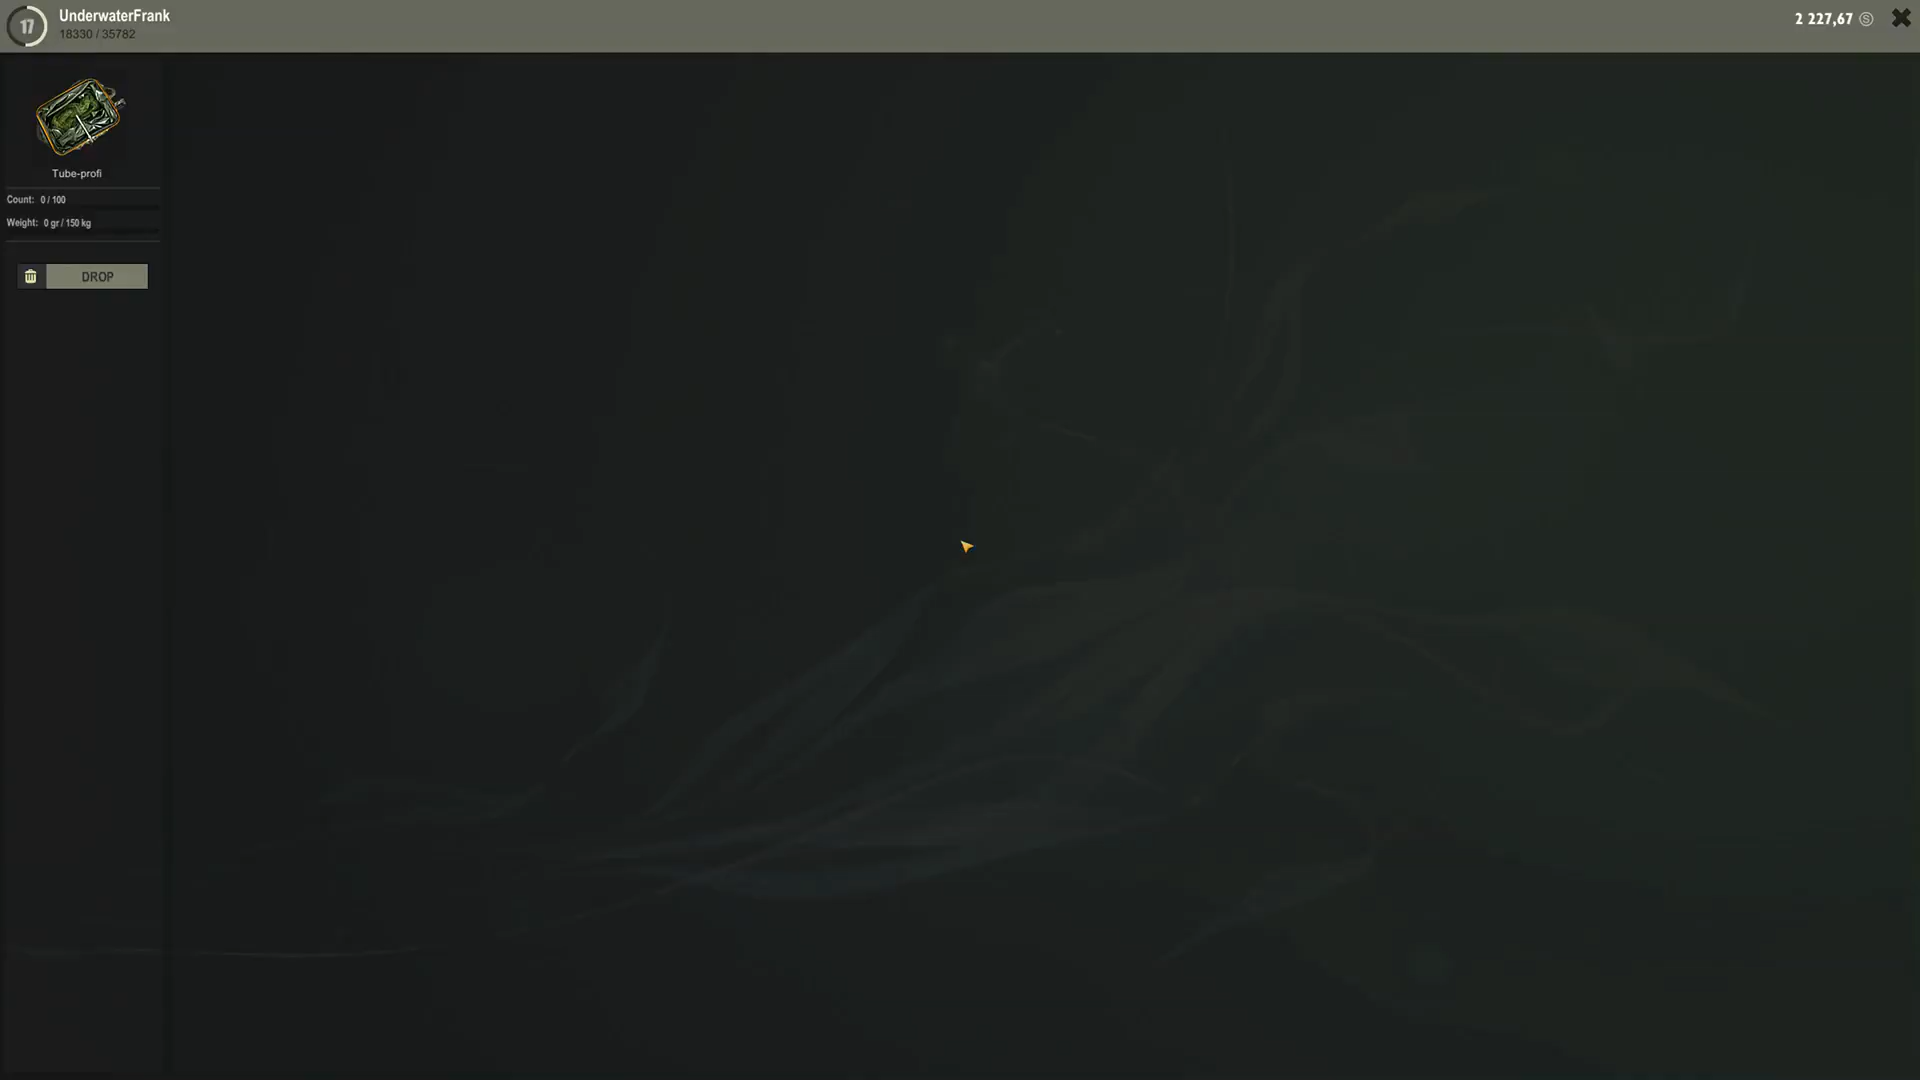 17
UnderwaterFrank
18330 / 35782
2 227,67 S
Tube-profi
Count: 0 / 100
Weight: 0 gr / 150 kg
DROP